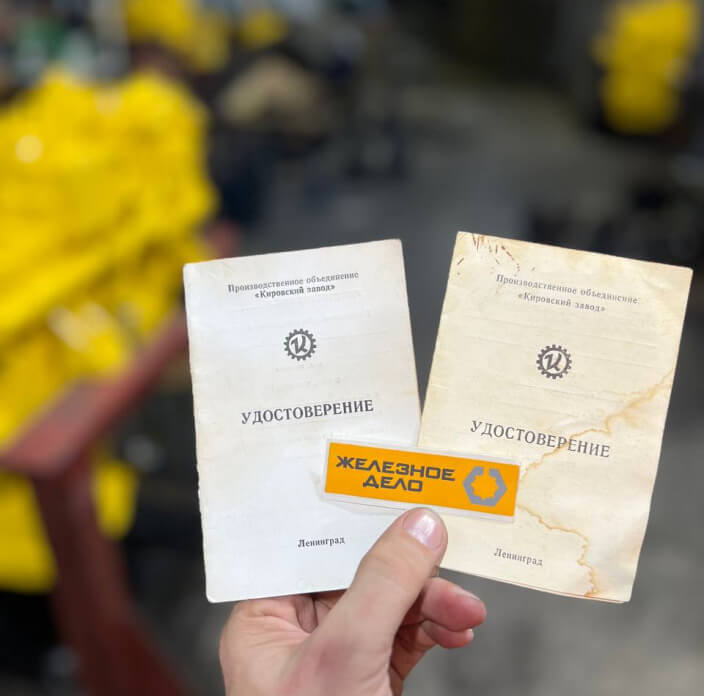 Производственное объединение
«Кировский завод»
УДОСТОВЕРЕНИЕ
Ленинград
Производственное объединение
«Кировский завод»
УДОСТОВЕРЕНИЕ
Ленинград
ЖЕЛЕЗНОЕ
ДЕЛО